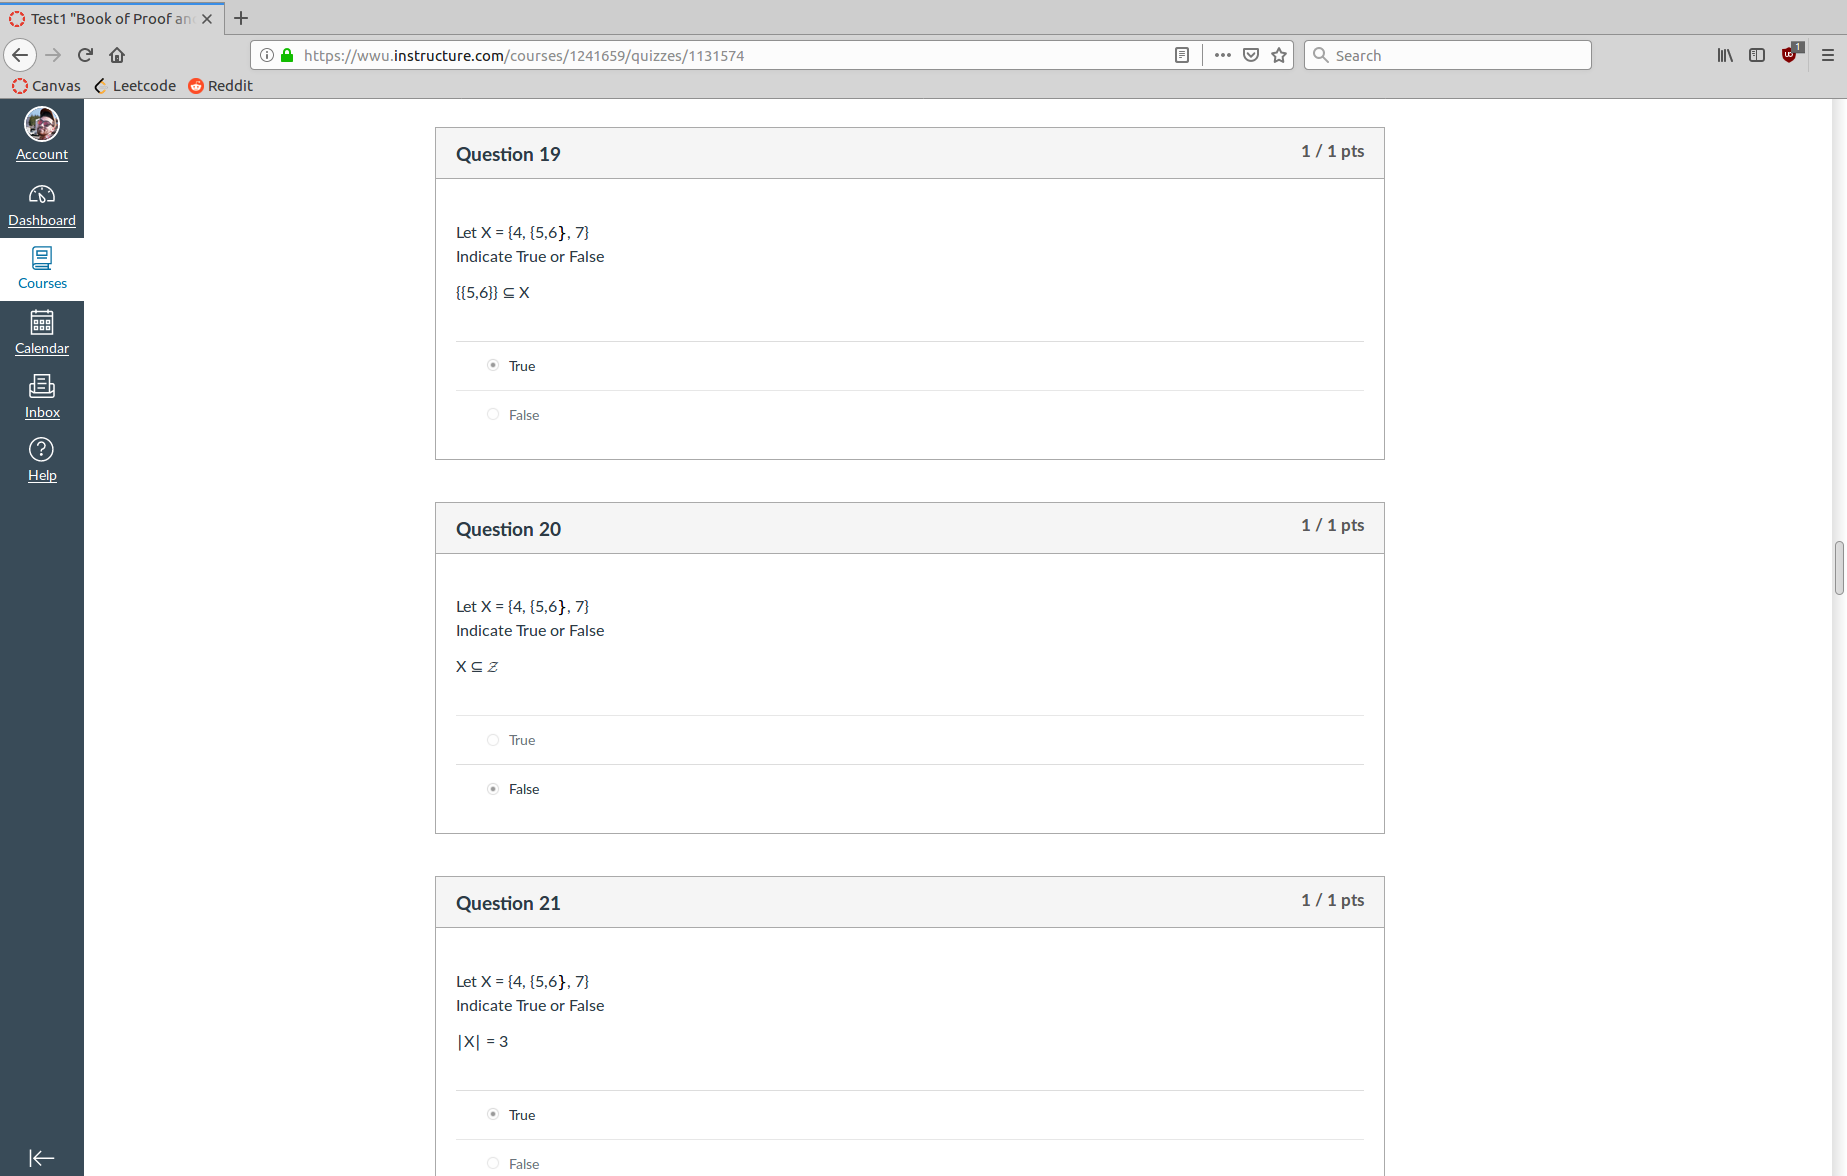 Test1 "Book of Proof an
https://wwu.instructure.com/courses/1241659/quizzes/1131574
Search
1
Canvas
Leetcode
Reddit
Account
Dashboard
Courses
Calendar
Inbox
Help
Question 19
1 / 1 pts
Let X = {4, {5,6}, 7}
Indicate True or False
{{5,6}} ⊆ X
True
False
Question 20
1 / 1 pts
Let X = {4, {5,6}, 7}
Indicate True or False
X ⊆ ℤ
True
False
Question 21
1 / 1 pts
Let X = {4, {5,6}, 7}
Indicate True or False
|X| = 3
True
False